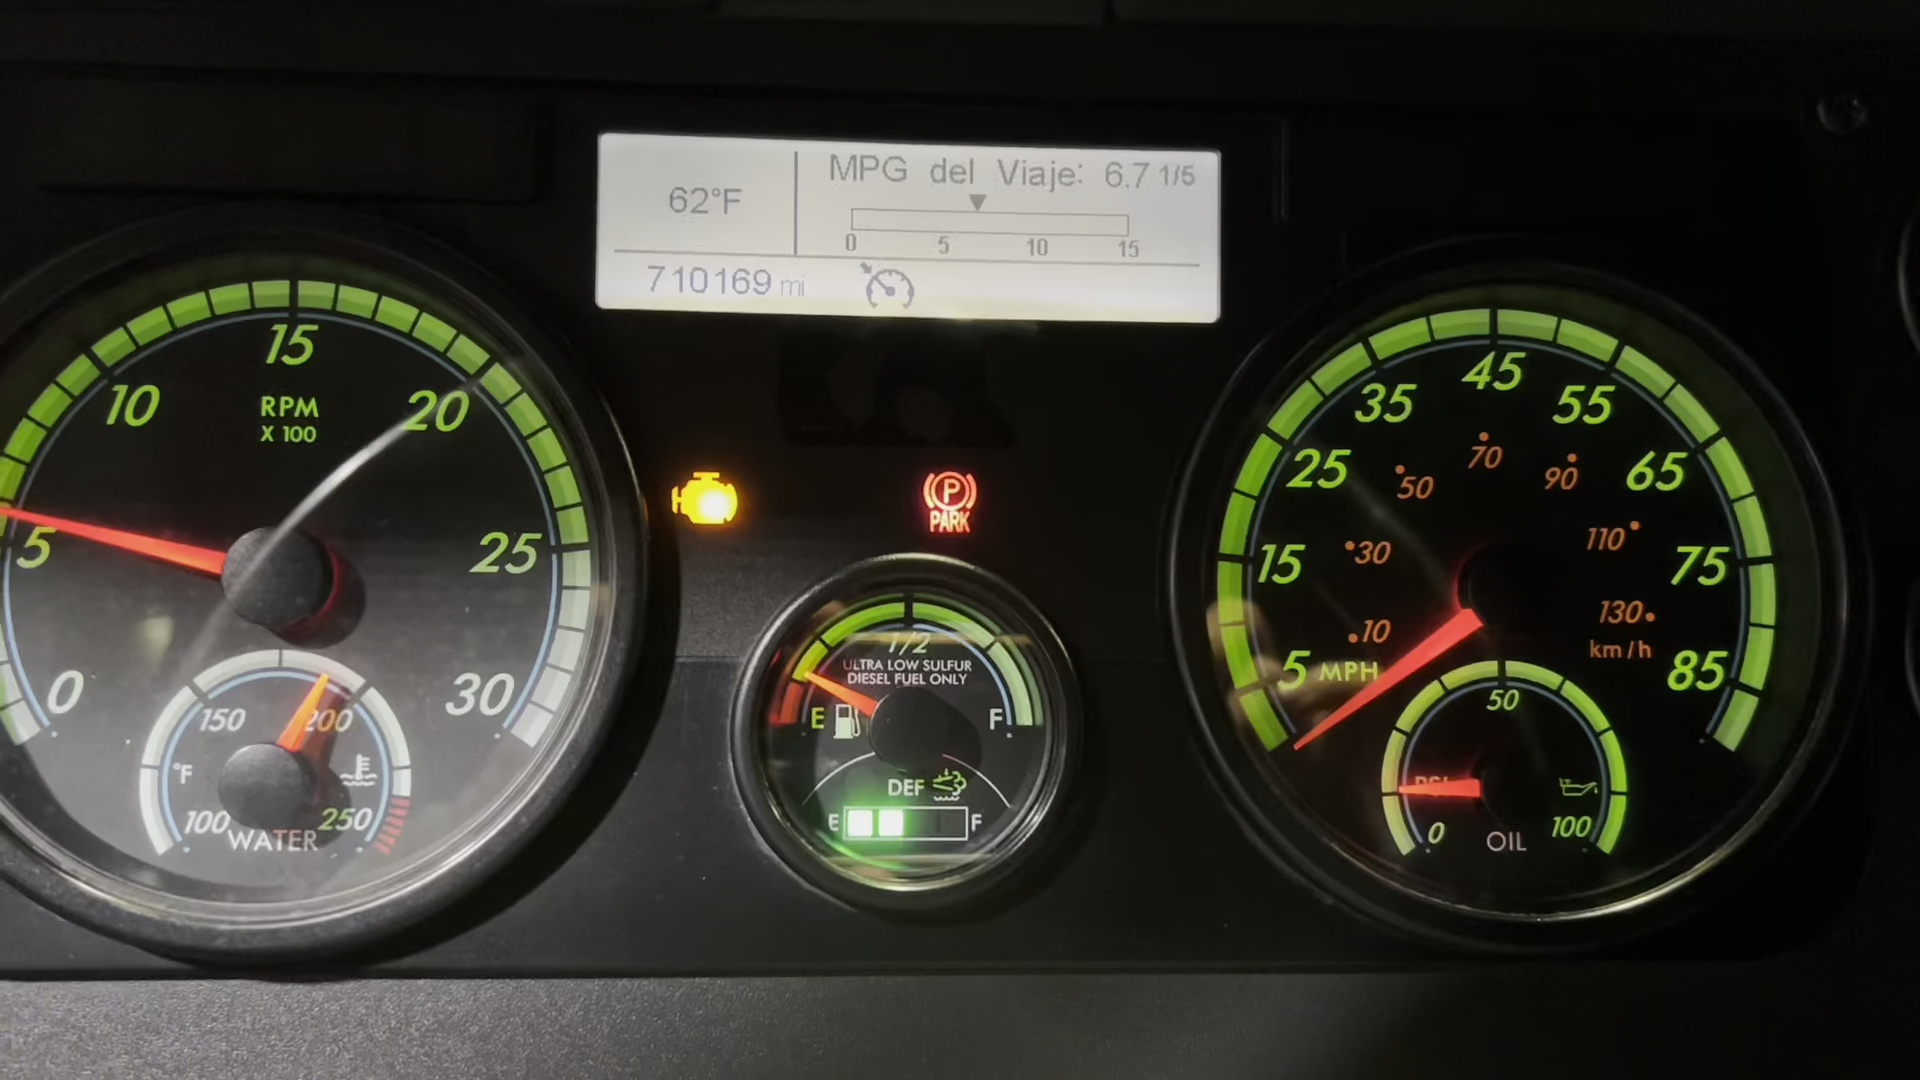 62°F
MPG del Viaje: 6.7 1/5
0 5 10 15
710169 mi
0 5 10 15 20 25 30
RPM
X 100
100 150 200 250
°F
WATER
P
PARK
1/2
ULTRA LOW SULFUR
DIESEL FUEL ONLY
E F
DEF
E F
5 15 25 35 45 55 65 75 85
MPH
10 30 50 70 90 110 130
km/h
0 50 100
PSI
OIL